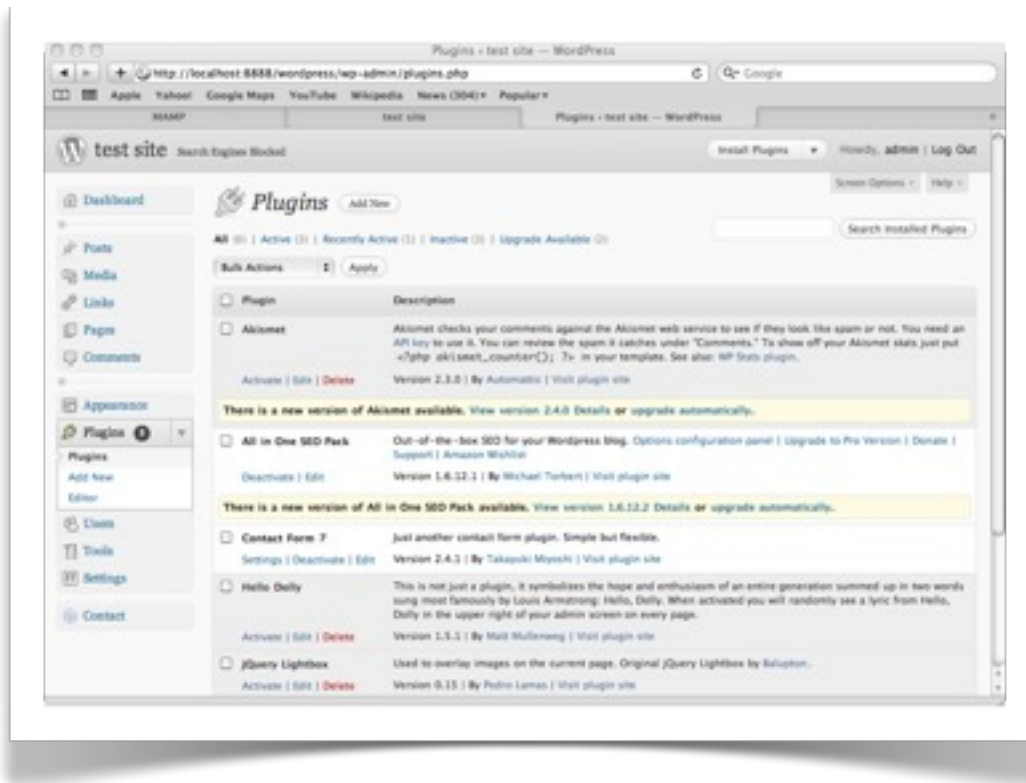 Plugins ‹ test site — WordPress
http://localhost:8888/wordpress/wp-admin/plugins.php
Google
Apple Yahoo! Google Maps YouTube Wikipedia News (304) Popular
MAMP
test site
Plugins ‹ test site — WordPress
test site Search Engines Blocked
Install Plugins
Howdy, admin | Log Out
Screen Options
Help
Dashboard
Posts
Media
Links
Pages
Comments
Appearance
Plugins
Plugins
Add New
Editor
Users
Tools
Settings
Contact
Plugins Add New
All | Active | Recently Active (1) | Inactive | Upgrade Available (2)
Search Installed Plugins
Bulk Actions Apply
Plugin Description
Akismet
Akismet checks your comments against the Akismet web service to see if they look like spam or not. You need an
API key to use it. You can review the spam it catches under "Comments." To show off your Akismet stats just put
<?php akismet_counter(); ?> in your template. See also: WP Stats plugin.
Activate | Edit | Delete
Version 2.3.0 | By Automattic | Visit plugin site
There is a new version of Akismet available. View version 2.4.0 Details or upgrade automatically.
All in One SEO Pack
Out-of-the-box SEO for your Wordpress blog. Options configuration panel | Upgrade to Pro Version | Donate |
Support | Amazon Wishlist
Deactivate | Edit
Version 1.6.12.1 | By Michael Torbert | Visit plugin site
There is a new version of All in One SEO Pack available. View version 1.6.12.2 Details or upgrade automatically.
Contact Form 7
Just another contact form plugin. Simple but flexible.
Settings | Deactivate | Edit
Version 2.4.1 | By Takayuki Miyoshi | Visit plugin site
Hello Dolly
This is not just a plugin, it symbolizes the hope and enthusiasm of an entire generation summed up in two words
sung most famously by Louis Armstrong: Hello, Dolly. When activated you will randomly see a lyric from Hello,
Dolly in the upper right of your admin screen on every page.
Activate | Edit | Delete
Version 1.5.1 | By Matt Mullenweg | Visit plugin site
jQuery Lightbox
Used to overlay images on the current page. Original jQuery Lightbox by Balupton.
Activate | Edit | Delete
Version 0.15 | By Pedro Lamas | Visit plugin site